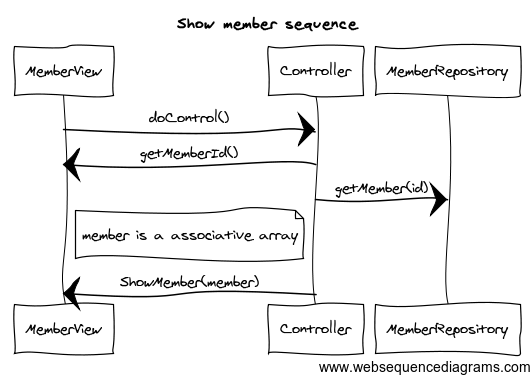 Show member sequence
MemberView
Controller
MemberRepository
doControl()
getMemberId()
getMember(id)
member is a associative array
ShowMember(member)
MemberView
Controller
MemberRepository
www.websequencediagrams.com